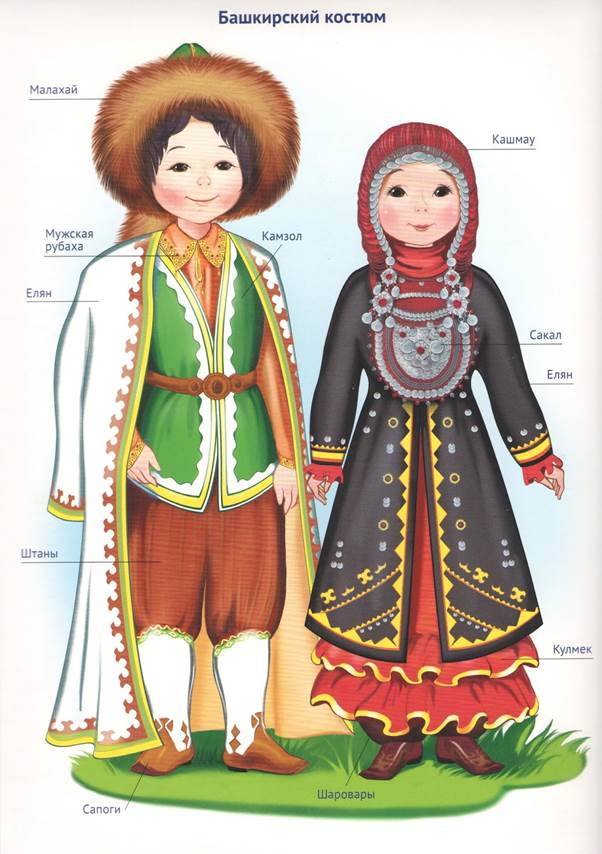 Башкирский костюм
Малахай
Кашмау
Мужская
рубаха
Камзол
Елян
Сакал
Елян
Штаны
Кулмек
Шаровары
Сапоги